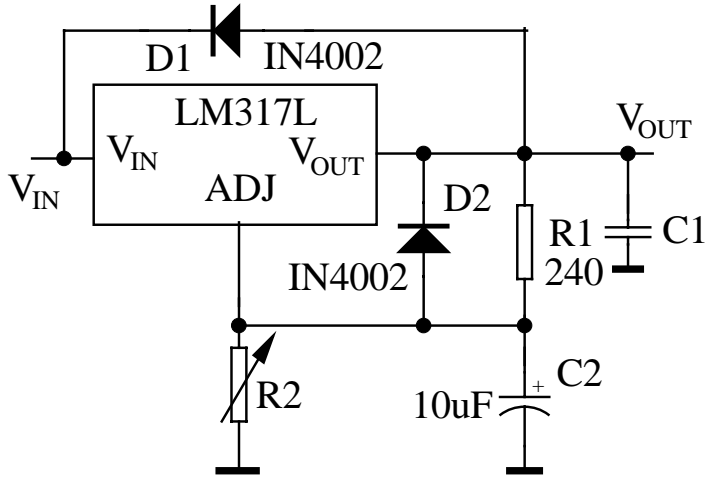 D1
IN4002
LM317L
VIN
VOUT
ADJ
VIN
VOUT
D2
IN4002
R1
240
C1
R2
10uF
+
C2